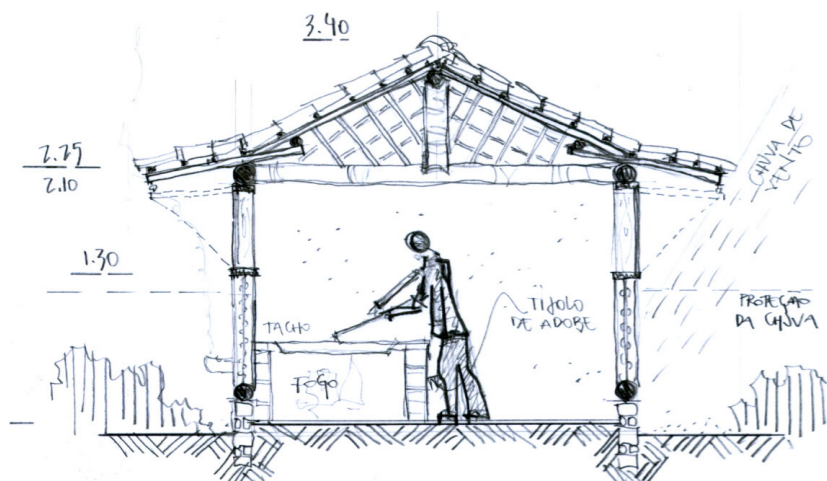 3.40
2.25
2.10
1.30
CHUVA DE
VENTO
TACHO
FOGO
TIJOLO
DE ADOBE
PROTEÇÃO
DA CHUVA